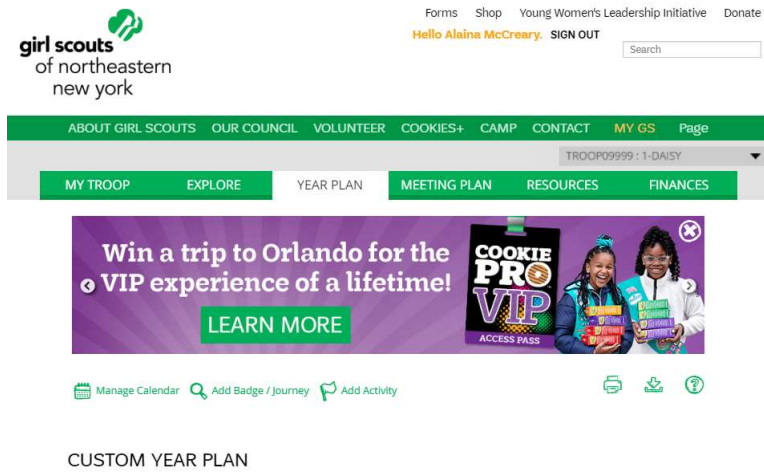 Forms Shop Young Women's Leadership Initiative Donate
Hello Alaina McCreary. SIGN OUT
Search
girl scouts
of northeastern
new york
ABOUT GIRL SCOUTS OUR COUNCIL VOLUNTEER COOKIES+ CAMP CONTACT MY GS Page
TROOP09999 : 1-DAISY
MY TROOP EXPLORE YEAR PLAN MEETING PLAN RESOURCES FINANCES
Win a trip to Orlando for the
VIP experience of a lifetime!
LEARN MORE
COOKIE
PRO
VIP
ACCESS PASS
Manage Calendar Add Badge / Journey Add Activity
CUSTOM YEAR PLAN